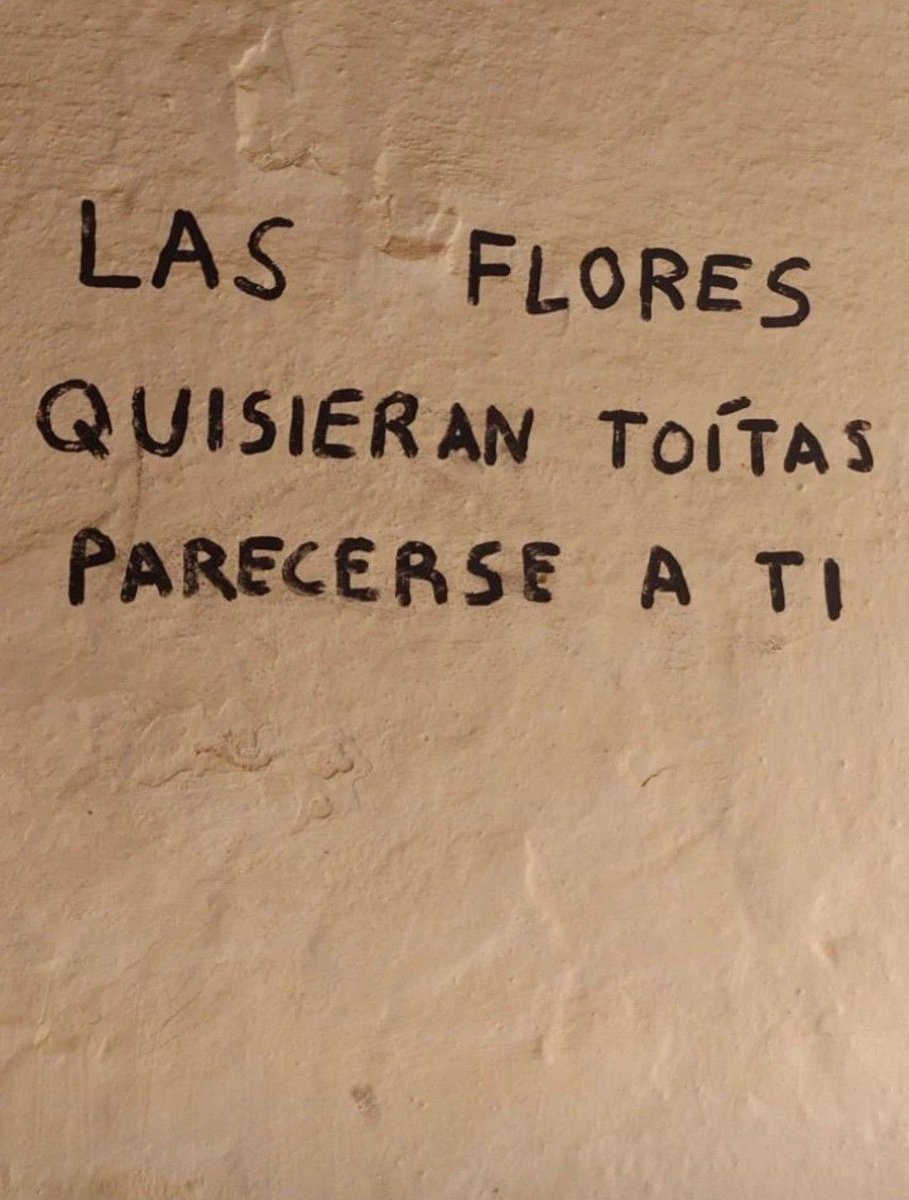 LAS FLORES
QUISIERAN TOÍTAS
PARECERSE A TI